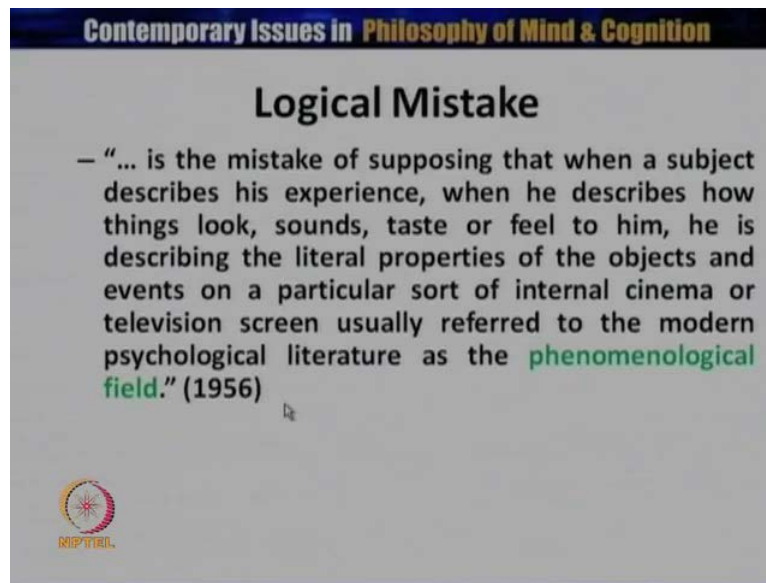 Contemporary Issues in Philosophy of Mind & Cognition
Logical Mistake
– “... is the mistake of supposing that when a subject
describes his experience, when he describes how
things look, sounds, taste or feel to him, he is
describing the literal properties of the objects and
events on a particular sort of internal cinema or
television screen usually referred to the modern
psychological literature as the phenomenological
field.” (1956)
NPTEL